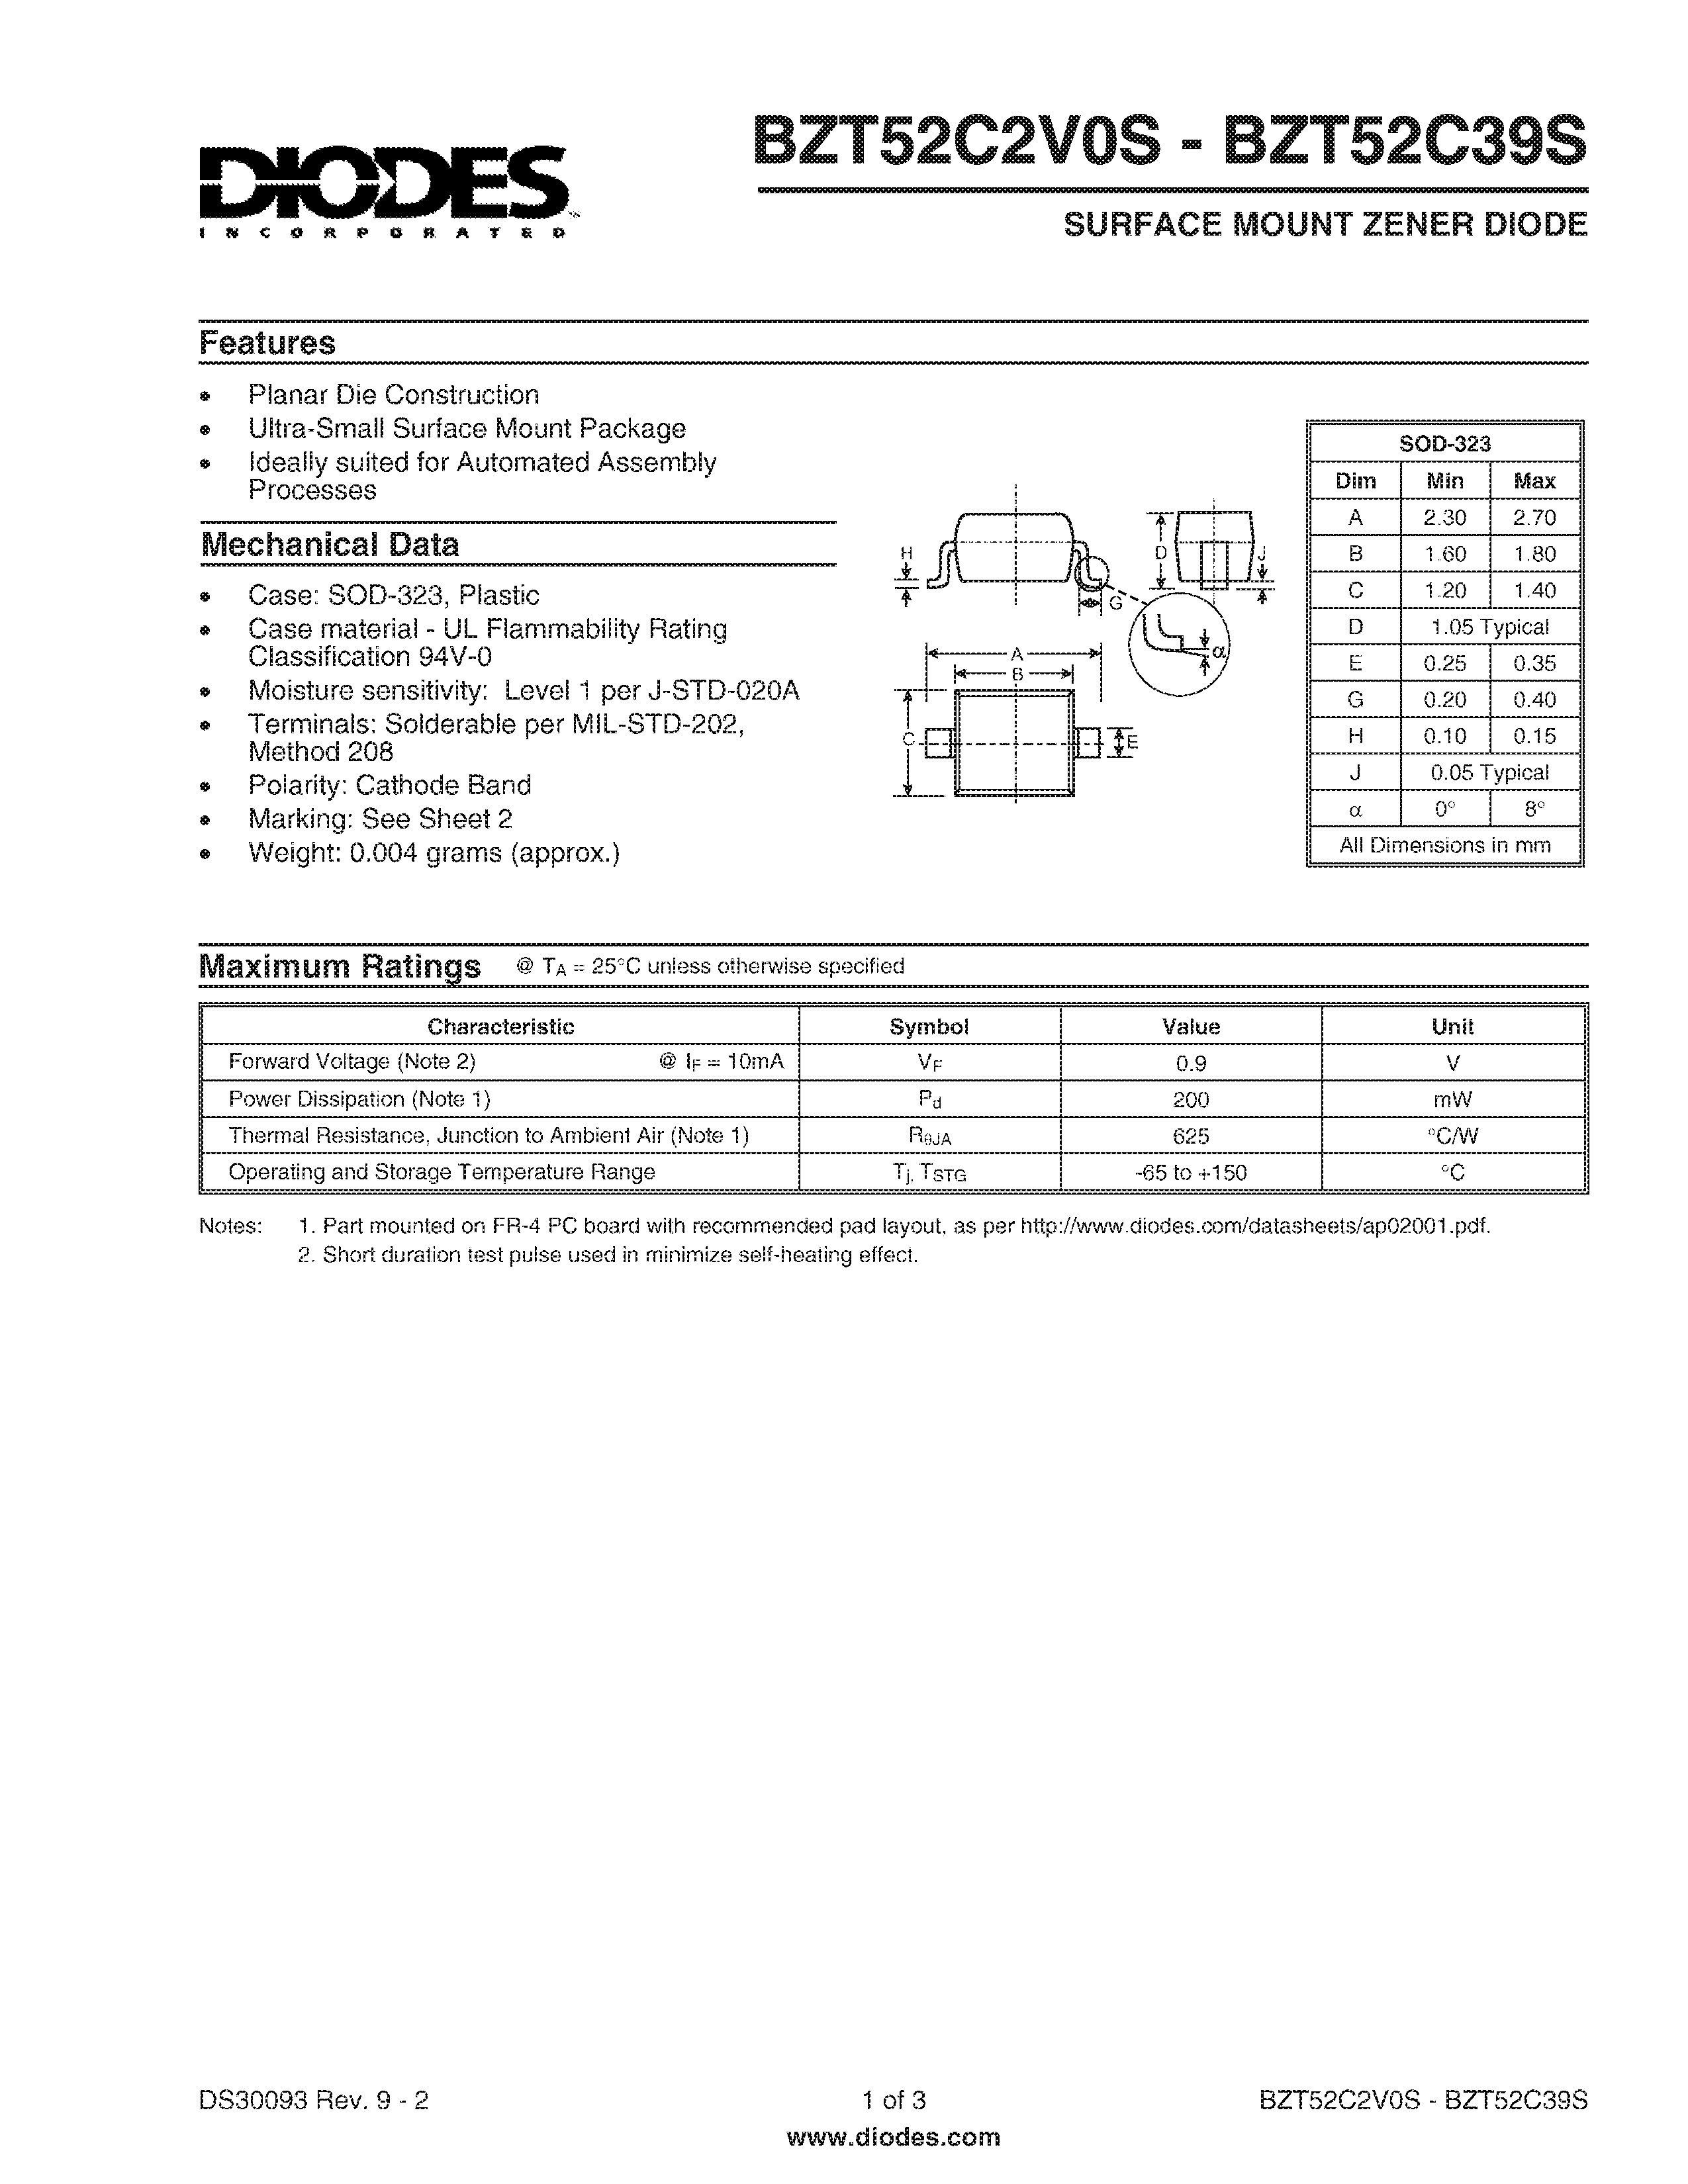 BZT52C2V0S - BZT52C39S
DIODES
INCORPORATED
SURFACE MOUNT ZENER DIODE
Features
• Planar Die Construction
• Ultra-Small Surface Mount Package
• Ideally suited for Automated Assembly
Processes
Mechanical Data
• Case: SOD-323, Plastic
• Case material - UL Flammability Rating
Classification 94V-0
• Moisture sensitivity: Level 1 per J-STD-020A
• Terminals: Solderable per MIL-STD-202,
Method 208
• Polarity: Cathode Band
• Marking: See Sheet 2
• Weight: 0.004 grams (approx.)
H
D
J
G
α
A
B
C
E
SOD-323
Dim Min Max
A 2.30 2.70
B 1.60 1.80
C 1.20 1.40
D 1.05 Typical
E 0.25 0.35
G 0.20 0.40
H 0.10 0.15
J 0.05 Typical
α 0° 8°
All Dimensions in mm
Maximum Ratings @ TA = 25°C unless otherwise specified
Characteristic Symbol Value Unit
Forward Voltage (Note 2) @ IF = 10mA VF 0.9 V
Power Dissipation (Note 1) Pd 200 mW
Thermal Resistance, Junction to Ambient Air (Note 1) RθJA 625 °C/W
Operating and Storage Temperature Range Tj, TSTG -65 to +150 °C
Notes: 1. Part mounted on FR-4 PC board with recommended pad layout, as per http://www.diodes.com/datasheets/ap02001.pdf.
2. Short duration test pulse used in minimize self-heating effect.
DS30093 Rev. 9 - 2 1 of 3 BZT52C2V0S - BZT52C39S
www.diodes.com